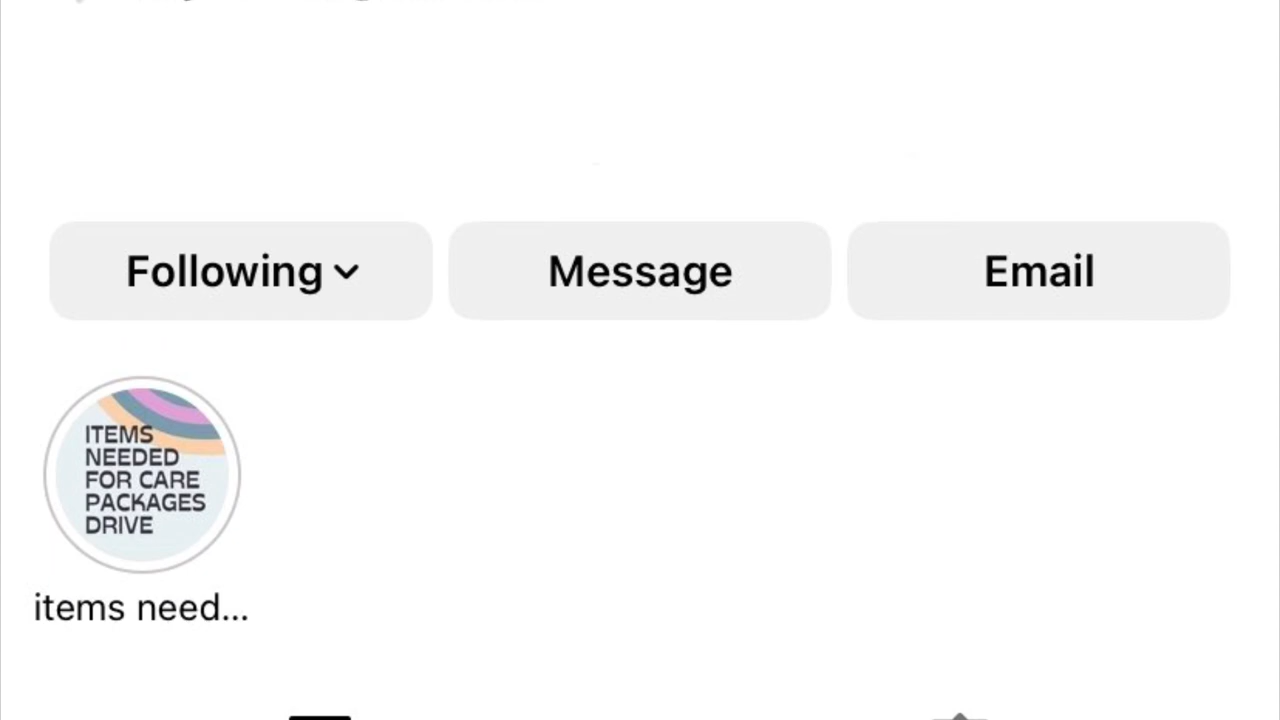 Following
Message
Email
ITEMS
NEEDED
FOR CARE
PACKAGES
DRIVE
items need...